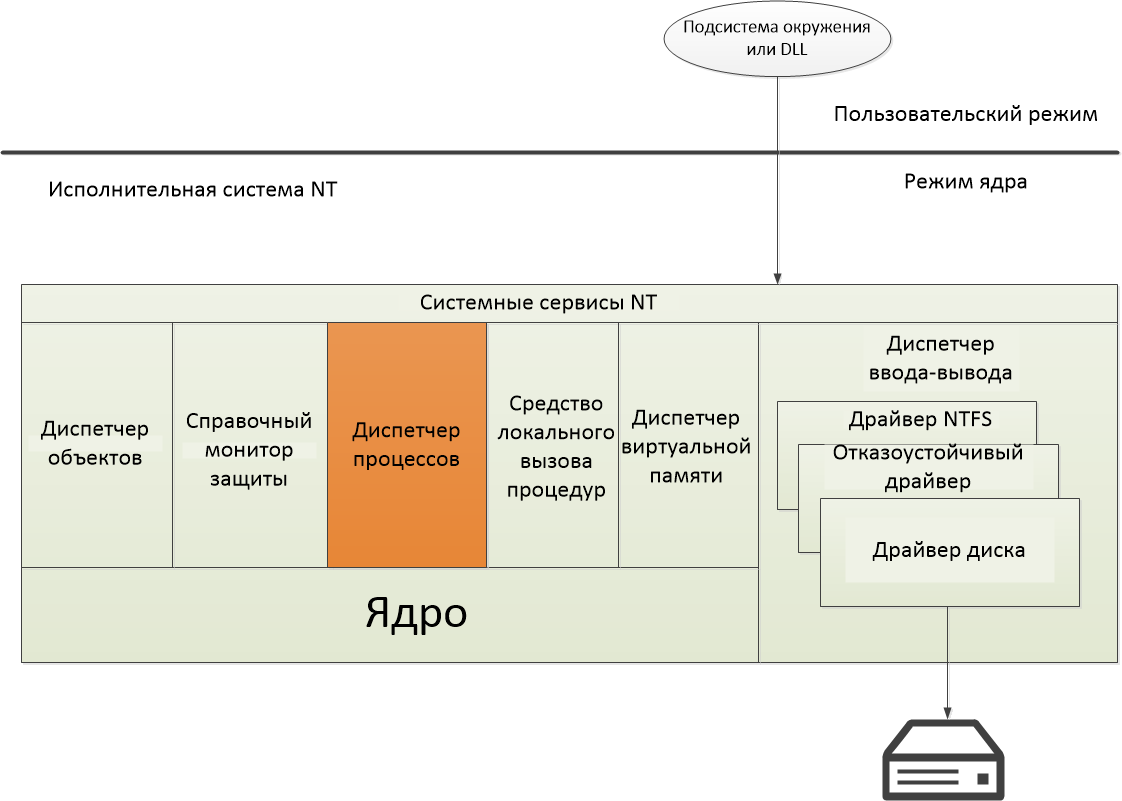 Подсистема окружения
или DLL
Пользовательский режим
Исполнительная система NT
Режим ядра
Системные сервисы NT
Диспетчер
объектов
Справочный
монитор
защиты
Диспетчер
процессов
Средство
локального
вызова
процедур
Диспетчер
виртуальной
памяти
Диспетчер
ввода-вывода
Драйвер NTFS
Отказоустойчивый
драйвер
Драйвер диска
Ядро